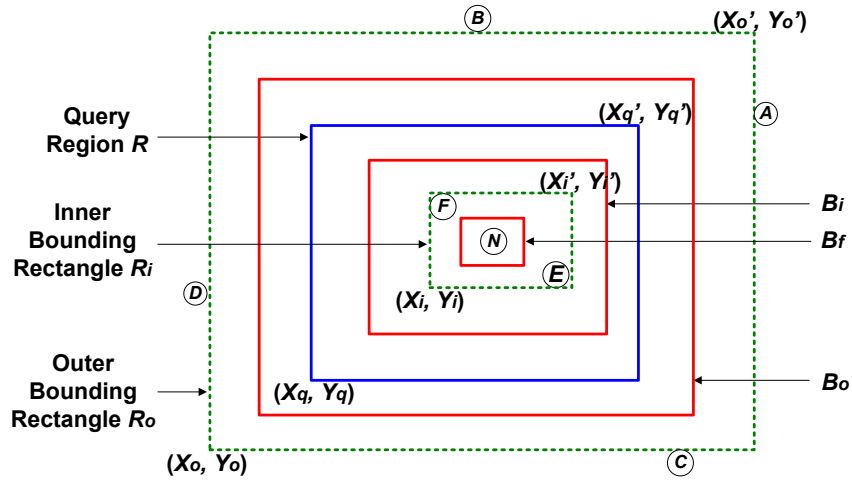 B
(Xo', Yo')
A
Query
Region R
(Xq', Yq')
(Xi', Yi')
F
Inner
Bounding
Rectangle Ri
N
E
Bi
Bf
D
(Xi, Yi)
Outer
Bounding
Rectangle Ro
(Xq, Yq)
Bo
(Xo, Yo)
C